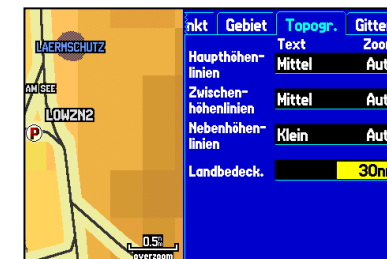 LAERMSCHUTZ
AM SEE
LOWZN2
P
0.5
overzoom
nkt Gebiet Topogr. Gitte
Text Zoo
Haupthöhen-
linien Mittel Aut
Zwischen-
höhenlinien Mittel Aut
Nebenhöhen-
linien Klein Aut
Landbedeck. 30n